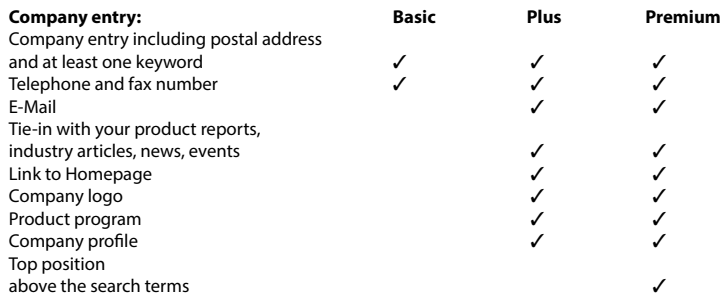 Company entry: Basic Plus Premium
Company entry including postal address
and at least one keyword ✓ ✓ ✓
Telephone and fax number ✓ ✓ ✓
E-Mail ✓ ✓
Tie-in with your product reports,
industry articles, news, events ✓ ✓
Link to Homepage ✓ ✓
Company logo ✓ ✓
Product program ✓ ✓
Company profile ✓ ✓
Top position
above the search terms ✓